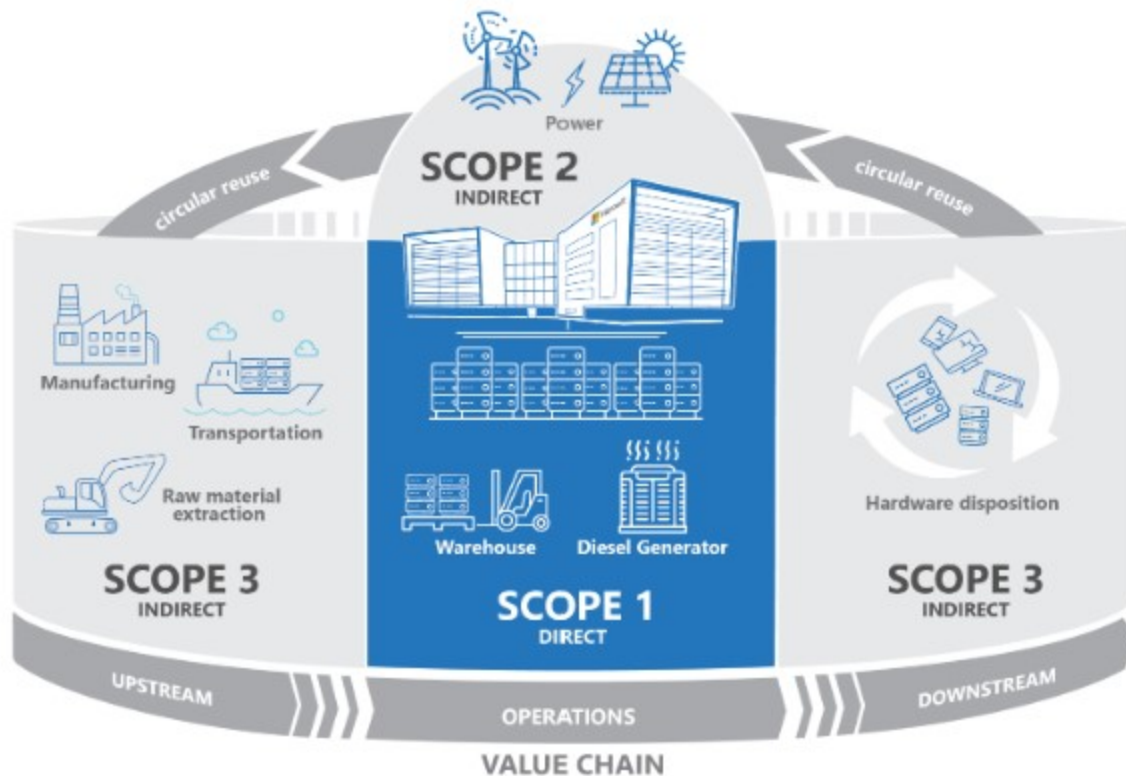 Power
SCOPE 2
INDIRECT
circular reuse
circular reuse
Manufacturing
Transportation
Raw material
extraction
SCOPE 3
INDIRECT
Microsoft
Warehouse
Diesel Generator
SCOPE 1
DIRECT
Hardware disposition
SCOPE 3
INDIRECT
UPSTREAM
OPERATIONS
DOWNSTREAM
VALUE CHAIN